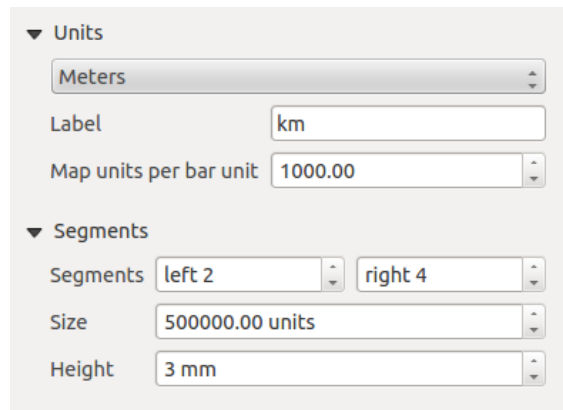 Units
Meters
Label km
Map units per bar unit 1000.00
Segments
Segments left 2 right 4
Size 500000.00 units
Height 3 mm